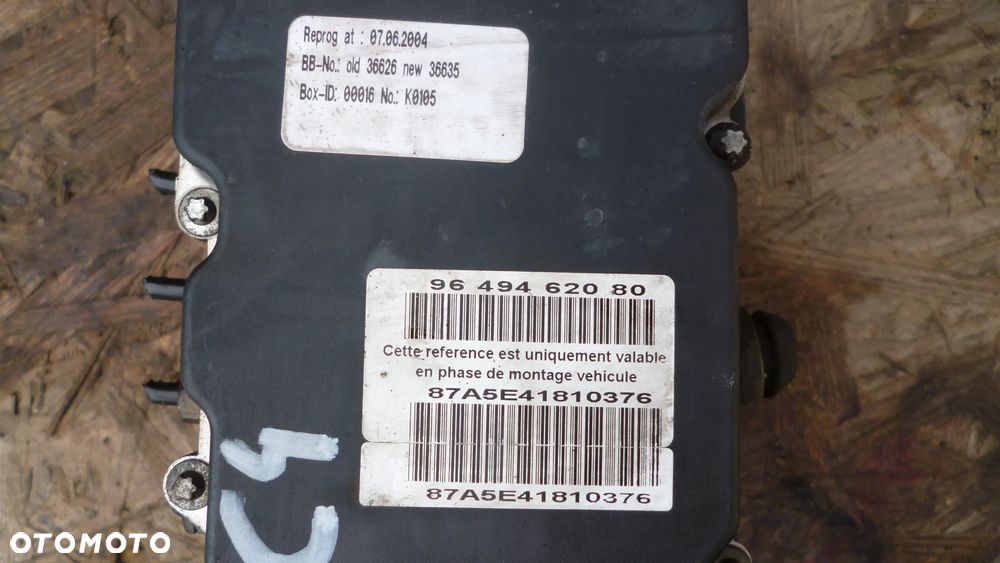 Reprog at : 07.06.2004
BB-No.: old 36626 new 36635
Box-ID: 00016 No.: K0105
96 494 620 80
Cette reference est uniquement valable
en phase de montage vehicule
87A5E41810376
87A5E41810376
C4
OTOMOTO